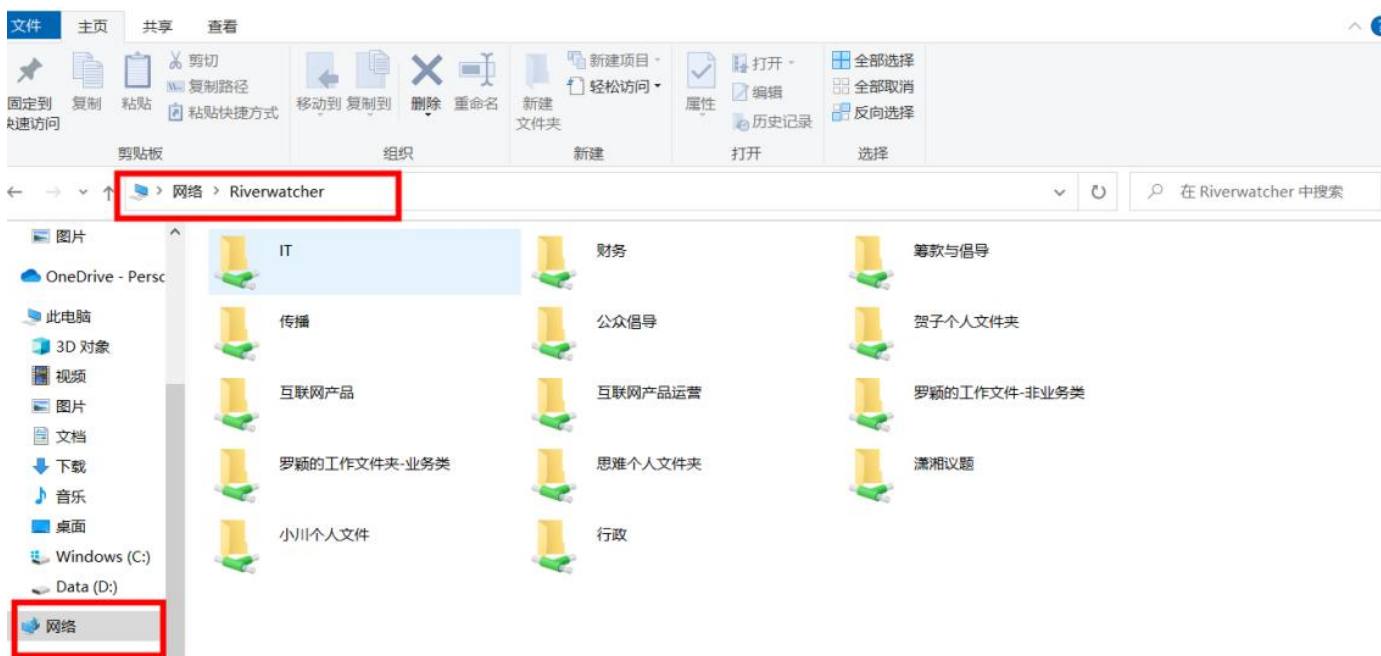 文件 主页 共享 查看
剪切
复制路径
粘贴快捷方式
固定到
快速访问
复制
粘贴
移动到 复制到 删除 重命名
新建
文件夹
新建项目
轻松访问
属性
打开
编辑
历史记录
全部选择
全部取消
反向选择
剪贴板 组织 新建 打开 选择
网络 > Riverwatcher
在 Riverwatcher 中搜索
图片
OneDrive - Perso
此电脑
3D 对象
视频
图片
文档
下载
音乐
桌面
Windows (C:)
Data (D:)
网络
IT 财务 筹款与倡导
传播 公众倡导 贺子个人文件夹
互联网产品 互联网产品运营 罗颖的工作文件-非业务类
罗颖的工作文件夹-业务类 思难个人文件夹 潇湘议题
小川个人文件 行政